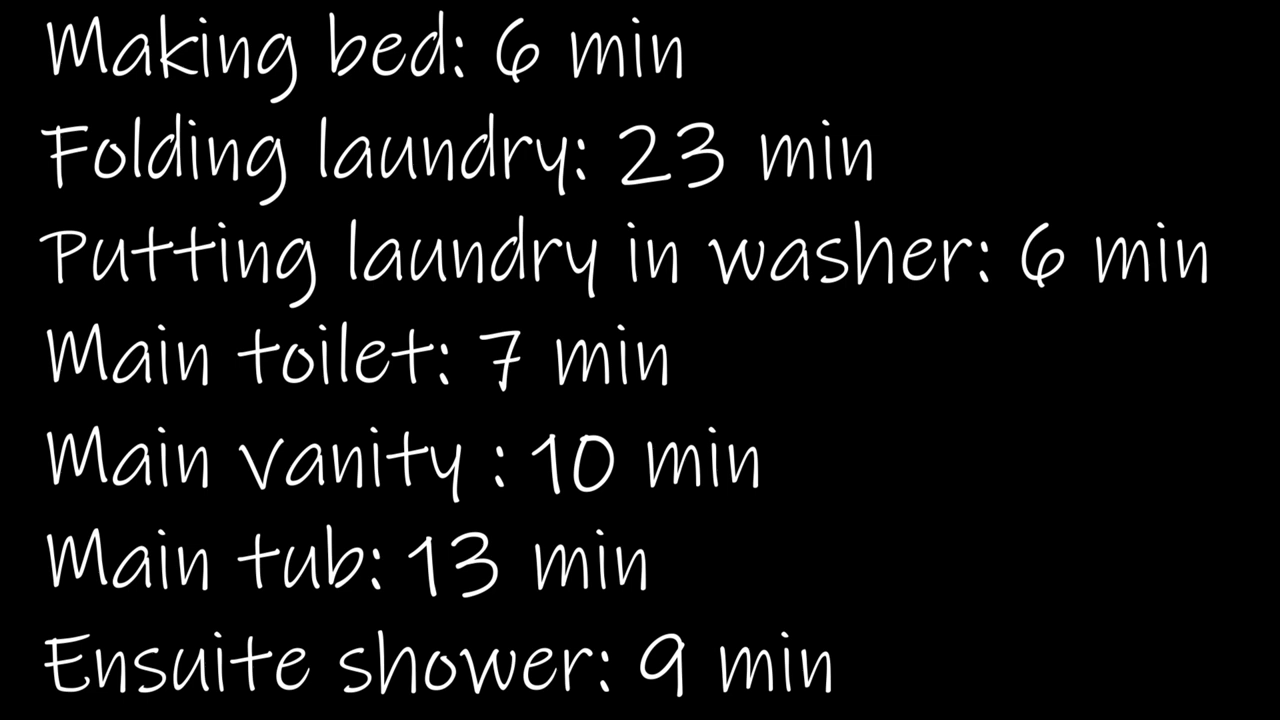 Making bed: 6 min
Folding laundry: 23 min
Putting laundry in washer: 6 min
Main toilet: 7 min
Main vanity : 10 min
Main tub: 13 min
Ensuite shower: 9 min